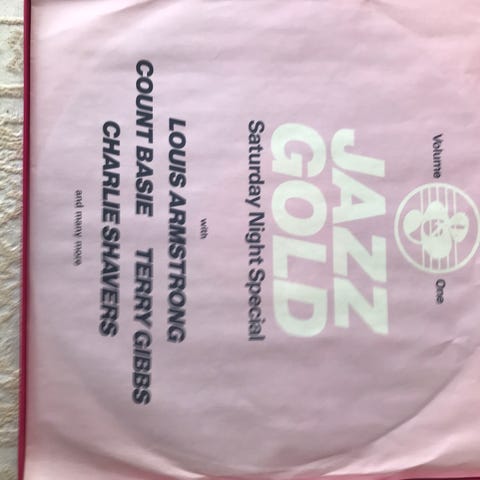 Volume One
JAZZ
GOLD
Saturday Night Special
with
LOUIS ARMSTRONG
COUNT BASIE TERRY GIBBS
CHARLIE SHAVERS
and many more